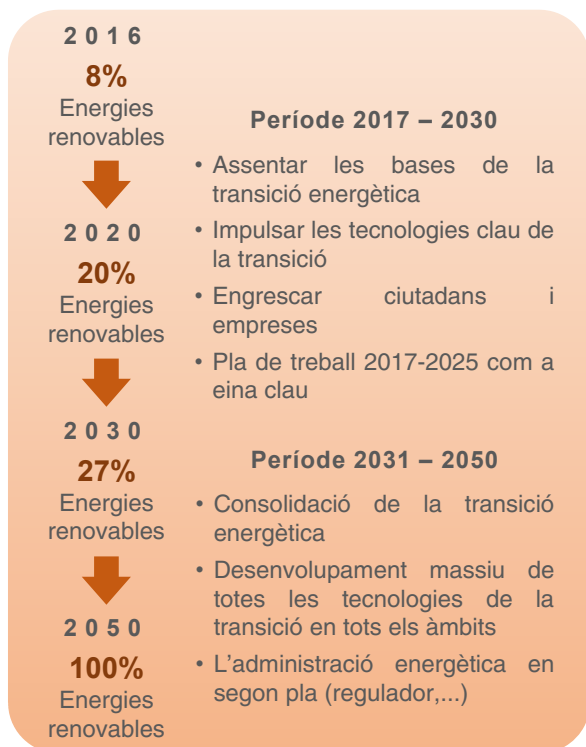 2016
8%
Energies
renovables
2020
20%
Energies
renovables
2030
27%
Energies
renovables
2050
100%
Energies
renovables
Període 2017 – 2030
• Assentar les bases de la
transició energètica
• Impulsar les tecnologies clau de
la transició
• Engrescar ciutadans i
empreses
• Pla de treball 2017-2025 com a
eina clau
Període 2031 – 2050
• Consolidació de la transició
energètica
• Desenvolupament massiu de
totes les tecnologies de la
transició en tots els àmbits
• L'administració energètica en
segon pla (regulador,...)